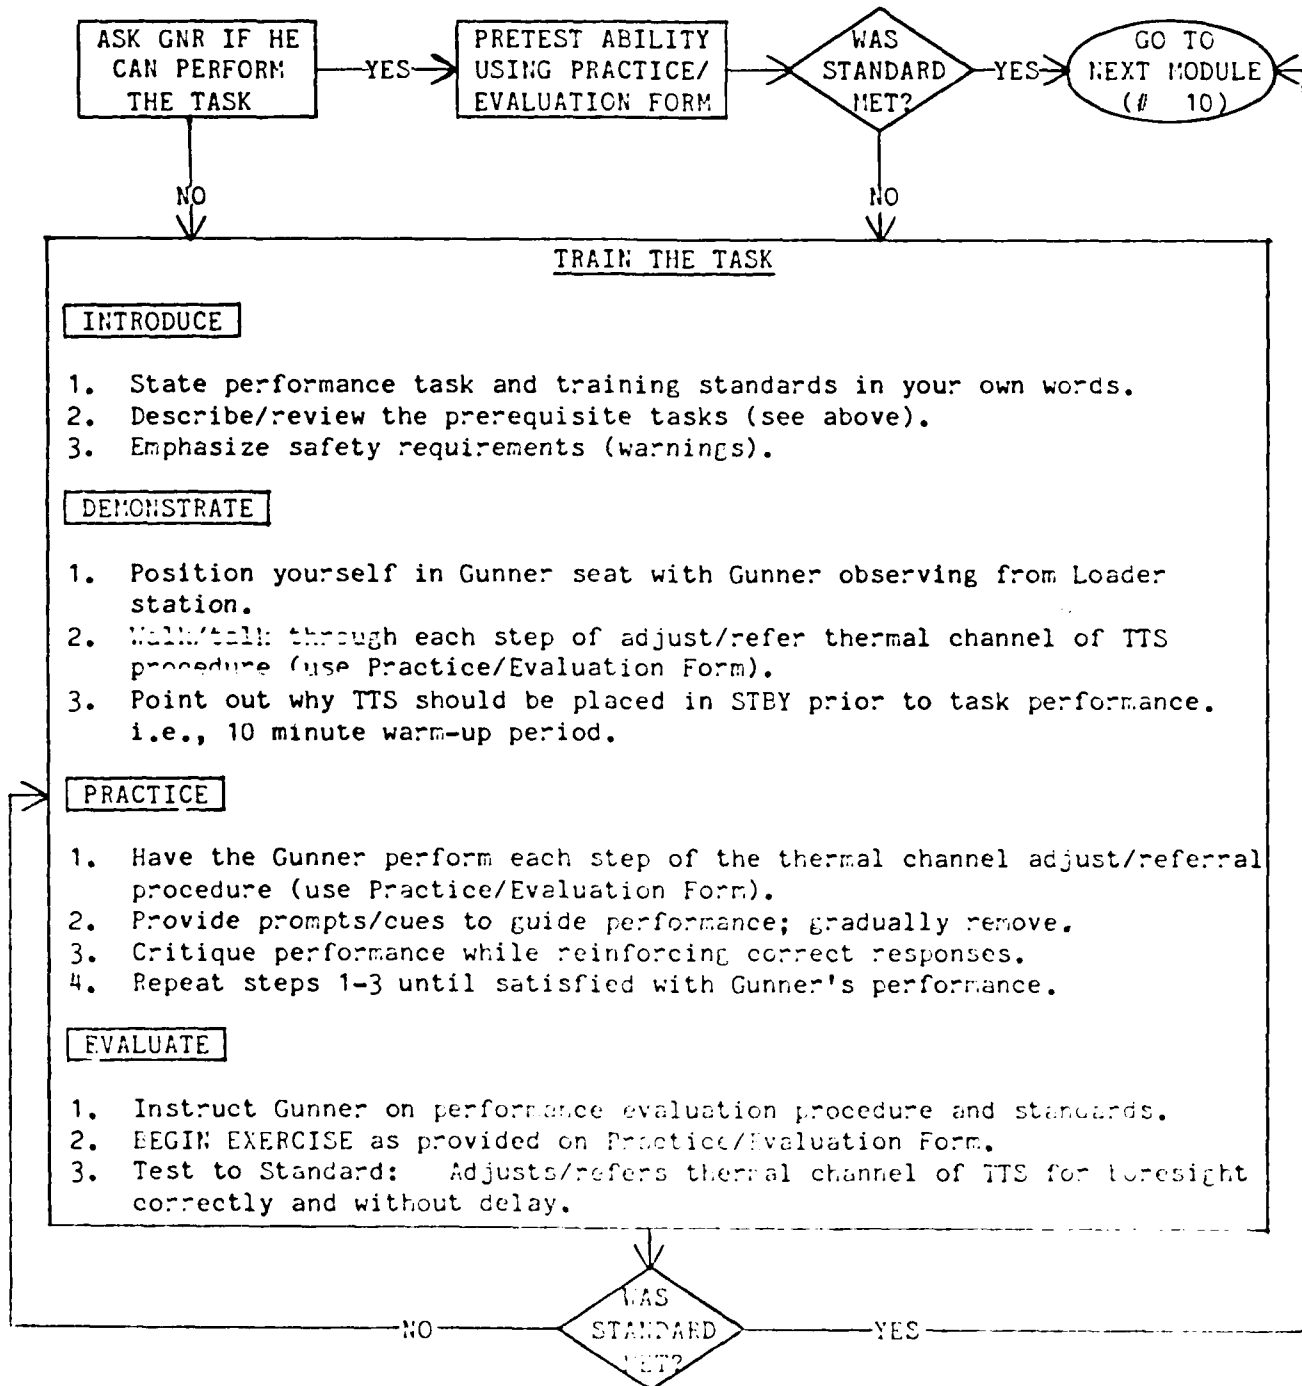 ASK GNR IF HE
CAN PERFORM
THE TASK
YES
PRETEST ABILITY
USING PRACTICE/
EVALUATION FORM
WAS
STANDARD
MET?
YES
GO TO
NEXT MODULE
(# 10)
NO
NO
TRAIN THE TASK
INTRODUCE
1. State performance task and training standards in your own words.
2. Describe/review the prerequisite tasks (see above).
3. Emphasize safety requirements (warnings).
DEMONSTRATE
1. Position yourself in Gunner seat with Gunner observing from Loader
station.
2. Walk/talk through each step of adjust/refer thermal channel of TTS
procedure (use Practice/Evaluation Form).
3. Point out why TTS should be placed in STBY prior to task performance.
i.e., 10 minute warm-up period.
PRACTICE
1. Have the Gunner perform each step of the thermal channel adjust/referral
procedure (use Practice/Evaluation Form).
2. Provide prompts/cues to guide performance; gradually remove.
3. Critique performance while reinforcing correct responses.
4. Repeat steps 1-3 until satisfied with Gunner's performance.
EVALUATE
1. Instruct Gunner on performance evaluation procedure and standards.
2. BEGIN EXERCISE as provided on Practice/Evaluation Form.
3. Test to Standard: Adjusts/refers thermal channel of TTS for boresight
correctly and without delay.
WAS
STANDARD
MET?
NO
YES